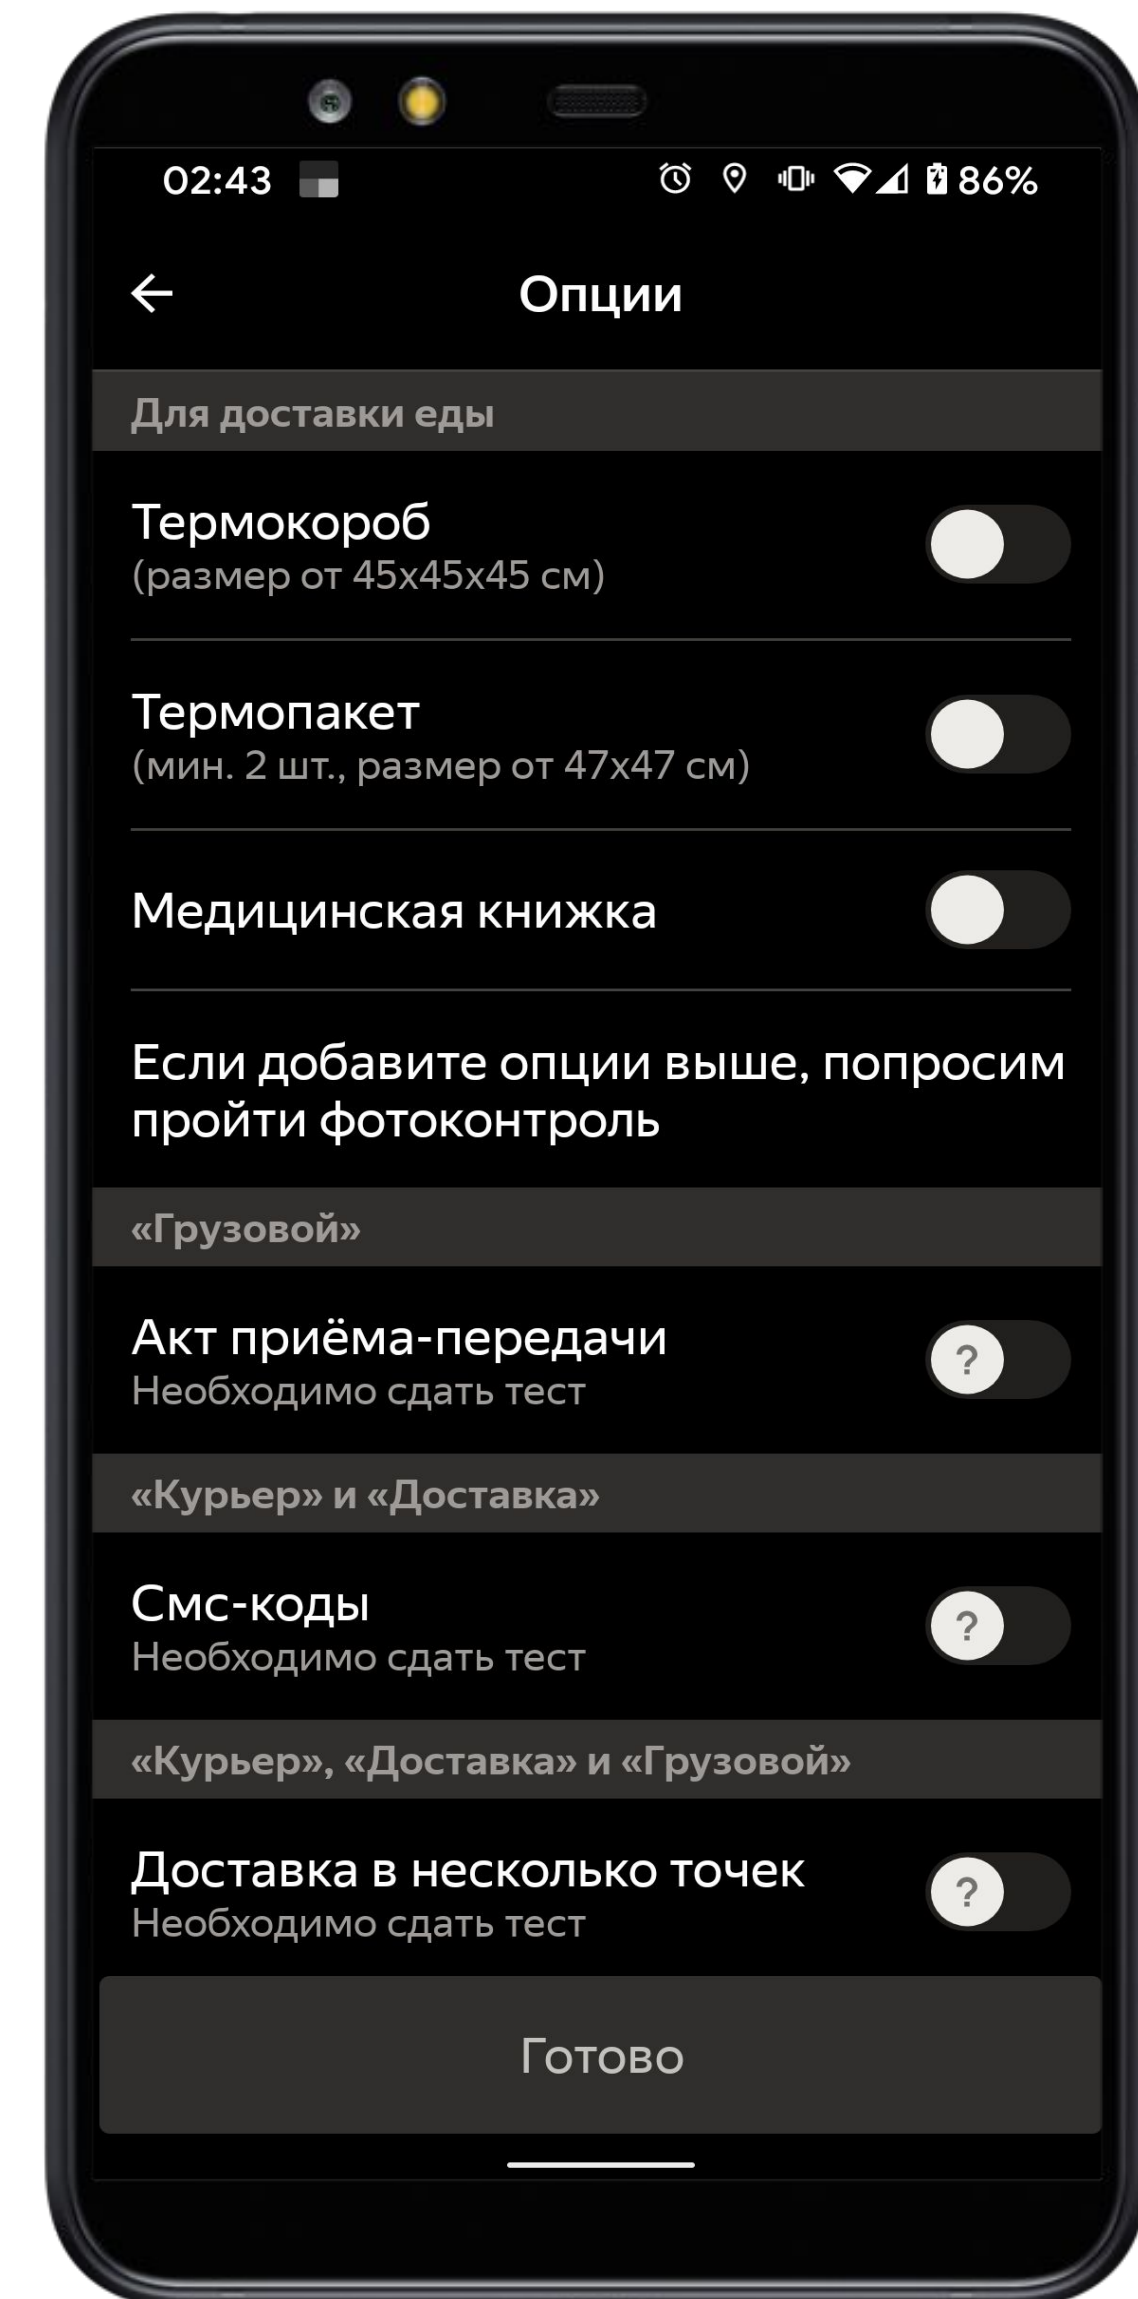 02:43
86%
Опции
Для доставки еды
Термокороб
(размер от 45x45x45 см)
Термопакет
(мин. 2 шт., размер от 47x47 см)
Медицинская книжка
Если добавите опции выше, попросим
пройти фотоконтроль
«Грузовой»
Акт приёма-передачи
?
Необходимо сдать тест
«Курьер» и «Доставка»
Смс-коды
?
Необходимо сдать тест
«Курьер», «Доставка» и «Грузовой»
Доставка в несколько точек
?
Необходимо сдать тест
Готово